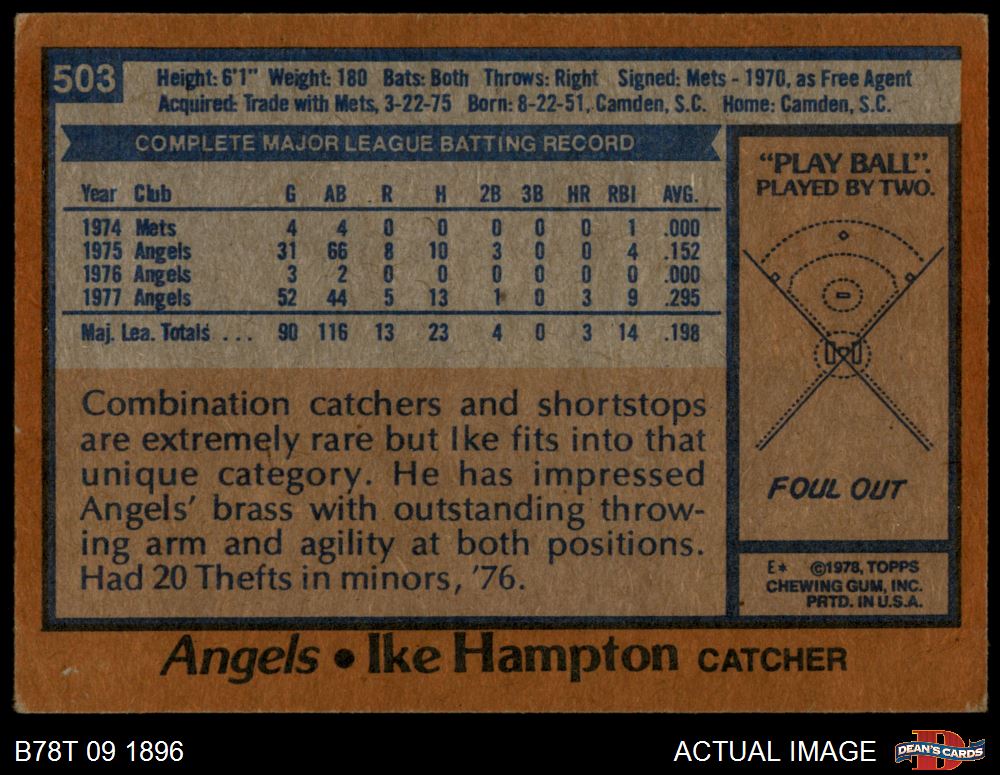 503
Height: 6'1" Weight: 180 Bats: Both Throws: Right Signed: Mets - 1970, as Free Agent
Acquired: Trade with Mets, 3-22-75 Born: 8-22-51, Camden, S.C. Home: Camden, S.C.
COMPLETE MAJOR LEAGUE BATTING RECORD
Year Club G AB R H 2B 3B HR RBI AVG.
1974 Mets 4 4 0 0 0 0 0 1 .000
1975 Angels 31 66 8 10 3 0 0 4 .152
1976 Angels 3 2 0 0 0 0 0 0 .000
1977 Angels 52 44 5 13 1 0 3 9 .295
Maj. Lea. Totals . . . 90 116 13 23 4 0 3 14 .198
Combination catchers and shortstops
are extremely rare but Ike fits into that
unique category. He has impressed
Angels' brass with outstanding throw-
ing arm and agility at both positions.
Had 20 Thefts in minors, '76.
"PLAY BALL".
PLAYED BY TWO.
FOUL OUT
E* ©1978, TOPPS
CHEWING GUM, INC.
PRTD. IN U.S.A.
Angels • Ike Hampton CATCHER
B78T 09 1896
ACTUAL IMAGE
DEAN'S CARDS